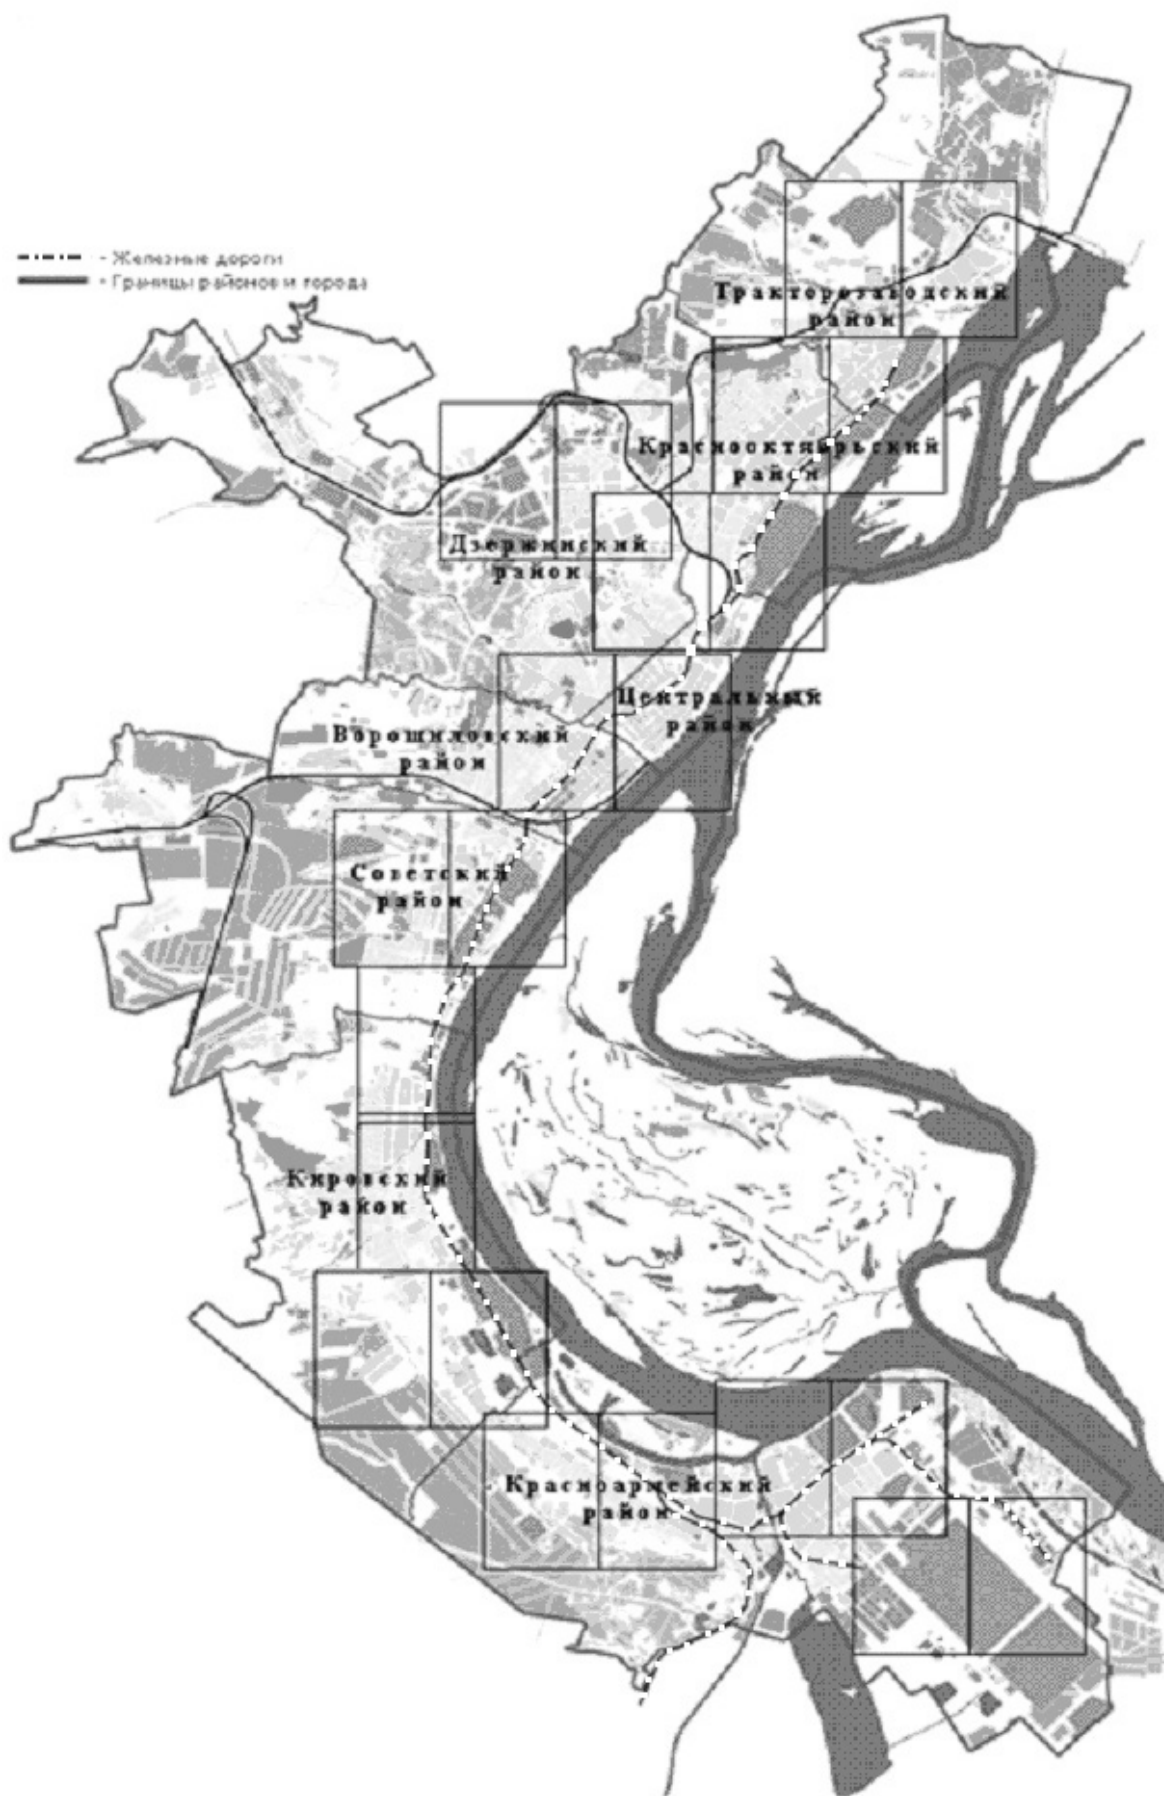 - Железные дороги
- Границы районов и города
Тракторозаводский
район
Краснооктябрьский
район
Дзержинский
район
Центральный
район
Ворошиловский
район
Советский
район
Кировский
район
Красноармейский
район